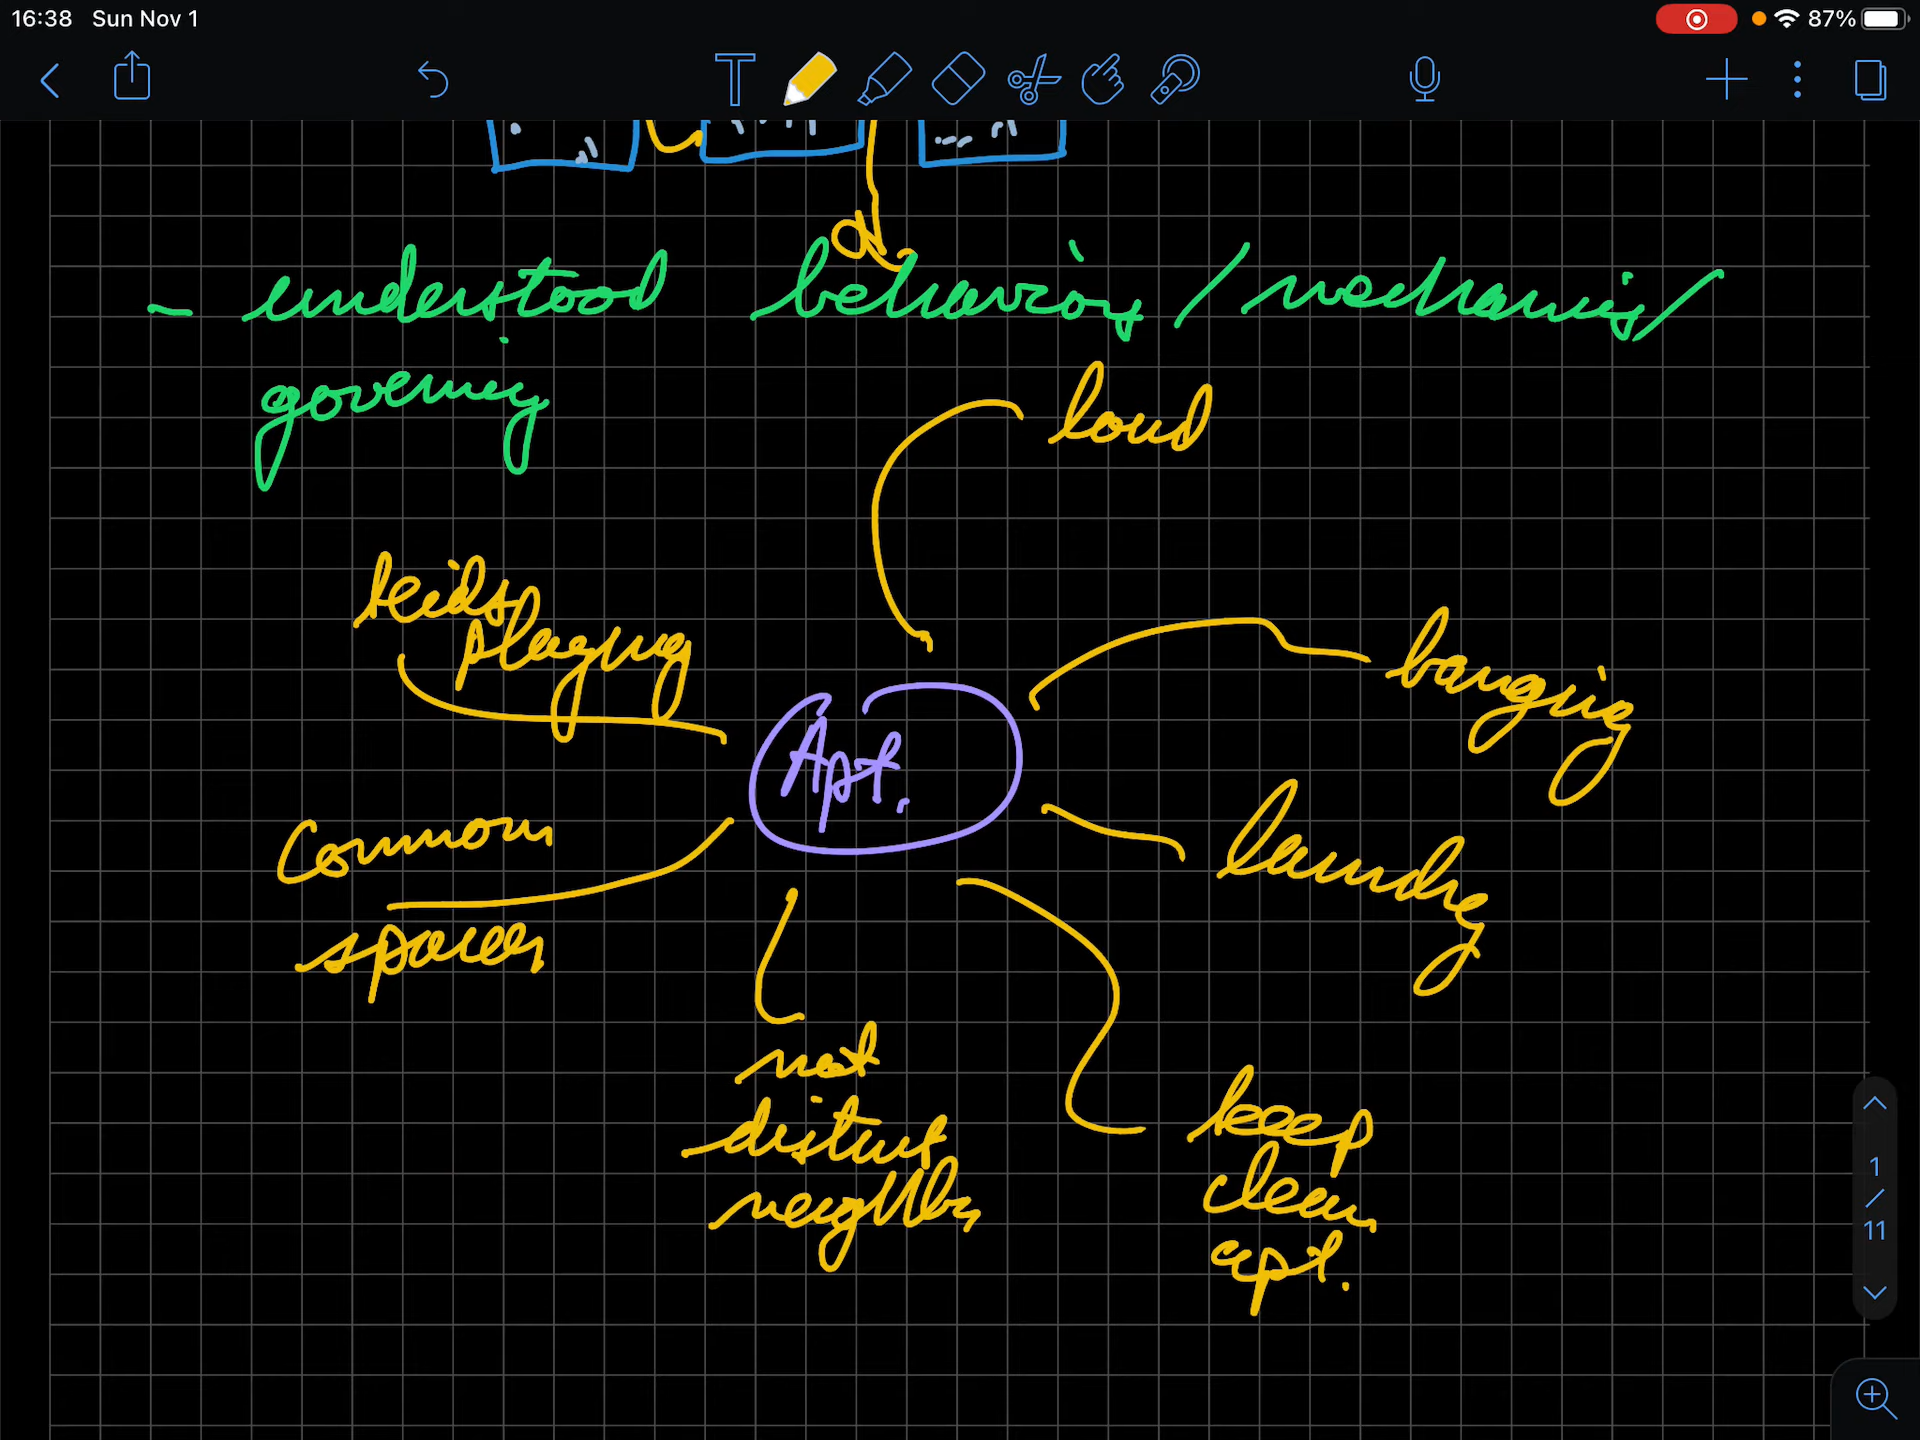 16:38 Sun Nov 1
87%
- understood behaviors / mechanics /
governing
loud
kids
playing
banging
Apt.
Common
spaces
laundry
not
disturb
neighbors
keep
clean
apt.
1
/
11